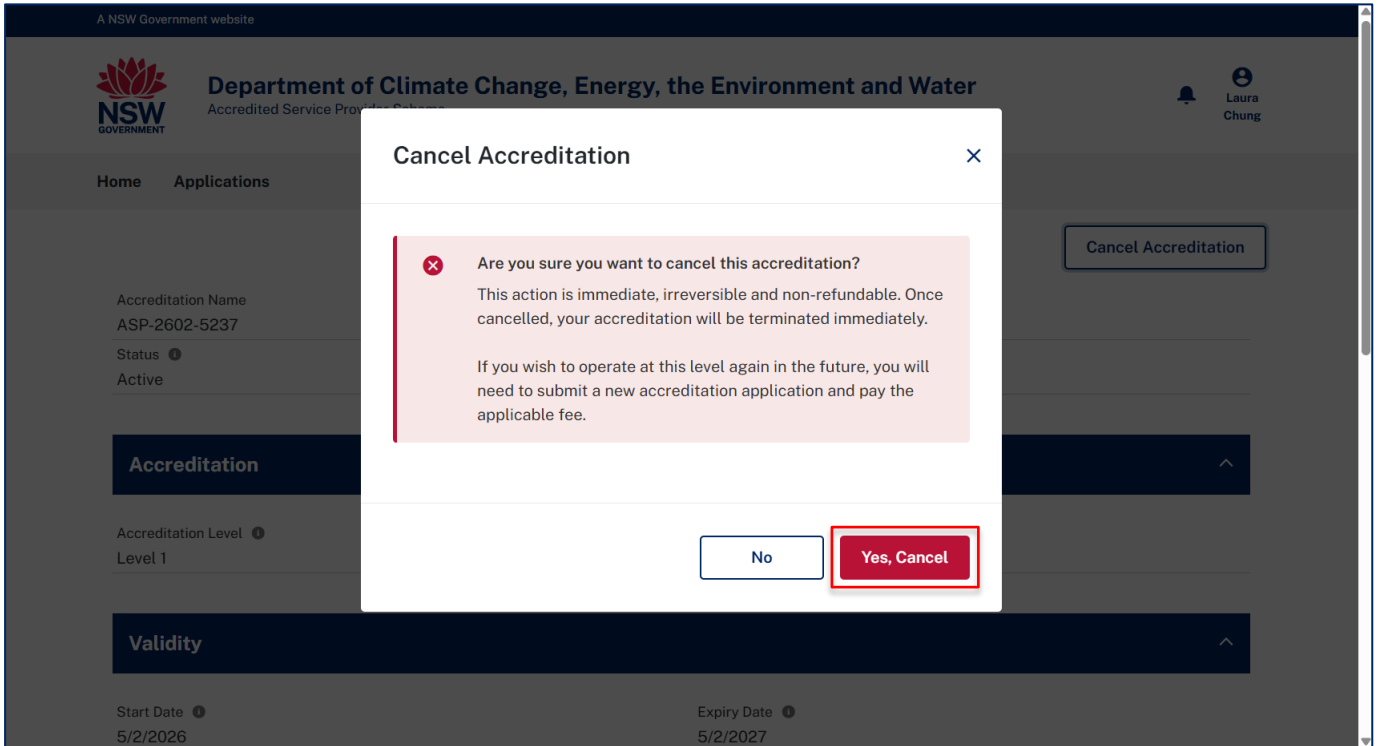 A NSW Government website
NSW
GOVERNMENT
Department of Climate Change, Energy, the Environment and Water
Accredited Service Provider Scheme
Laura
Chung
Home Applications
Cancel Accreditation
Accreditation Name
ASP-2602-5237
Status
Active
Accreditation
Accreditation Level
Level 1
Validity
Start Date
5/2/2026
Expiry Date
5/2/2027
Cancel Accreditation
Are you sure you want to cancel this accreditation?
This action is immediate, irreversible and non-refundable. Once
cancelled, your accreditation will be terminated immediately.
If you wish to operate at this level again in the future, you will
need to submit a new accreditation application and pay the
applicable fee.
No
Yes, Cancel